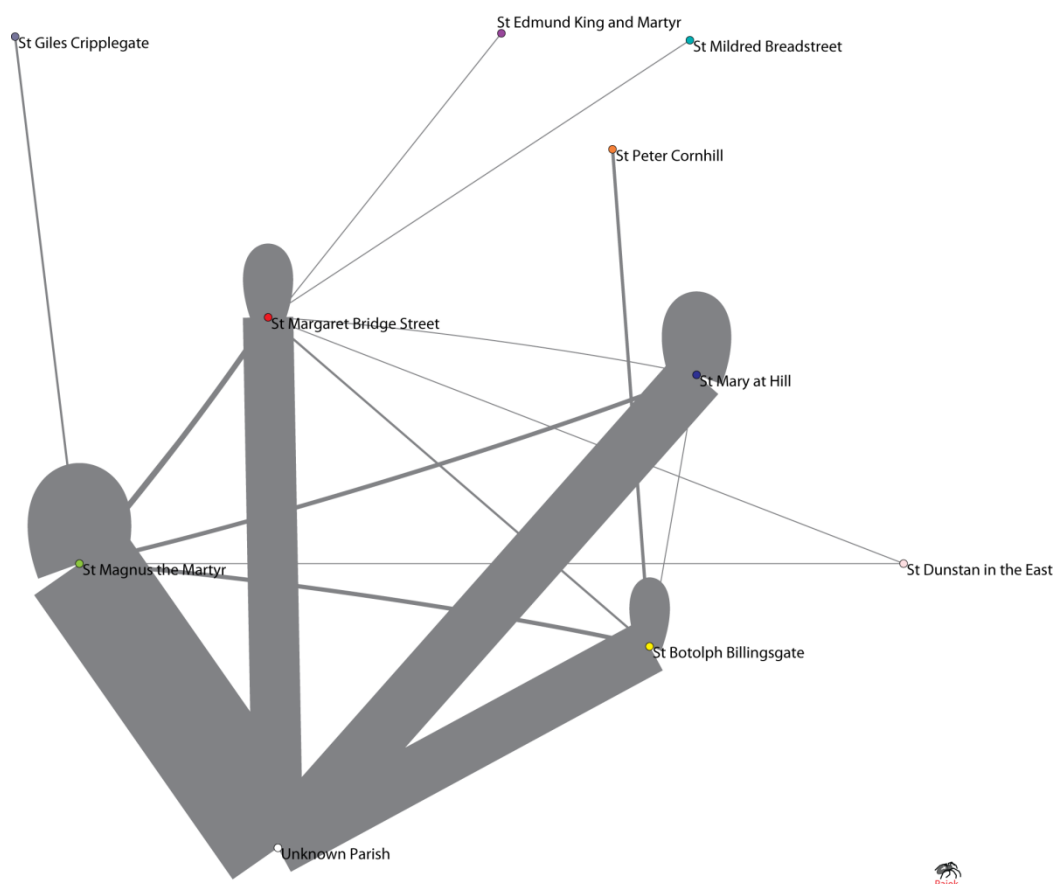 St Giles Cripplegate
St Edmund King and Martyr
St Mildred Breadstreet
St Peter Cornhill
St Margaret Bridge Street
St Mary at Hill
St Magnus the Martyr
St Dunstan in the East
St Botolph Billingsgate
Unknown Parish
Pajek